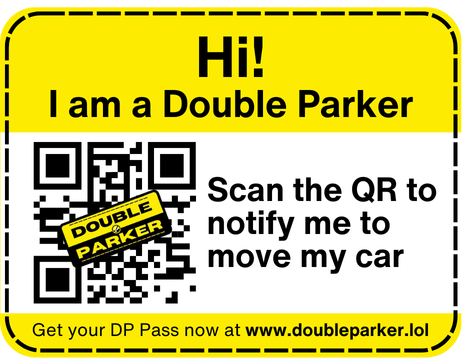 Hi!
I am a Double Parker
DOUBLE
PARKER
Scan the QR to
notify me to
move my car
Get your DP Pass now at www.doubleparker.lol